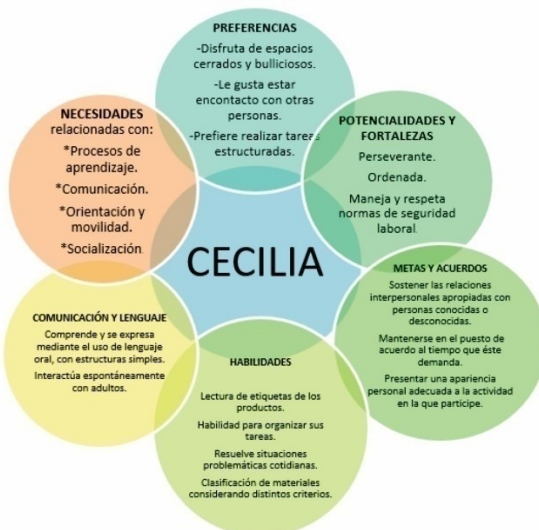 PREFERENCIAS
-Disfruta de espacios
cerrados y bulliciosos.
-Le gusta estar
encontacto con otras
personas.
-Prefiere realizar tareas
estructuradas.
POTENCIALIDADES Y
FORTALEZAS
Perseverante.
Ordenada.
Maneja y respeta
normas de seguridad
laboral.
METAS Y ACUERDOS
Sostener las relaciones
interpersonales apropiadas con
personas conocidas o
desconocidas.
Mantenerse en el puesto de
acuerdo al tiempo que éste
demanda.
Presentar una apariencia
personal adecuada a la actividad
en la que participe.
HABILIDADES
Lectura de etiquetas de los
productos.
Habilidad para organizar sus
tareas.
Resuelve situaciones
problemáticas cotidianas.
Clasificación de materiales
considerando distintos criterios.
COMUNICACIÓN Y LENGUAJE
Comprende y se expresa
mediante el uso de lenguaje
oral, con estructuras simples.
Interactúa espontáneamente
con adultos.
NECESIDADES
relacionadas con:
*Procesos de
aprendizaje.
*Comunicación.
*Orientación y
movilidad.
*Socialización.
CECILIA